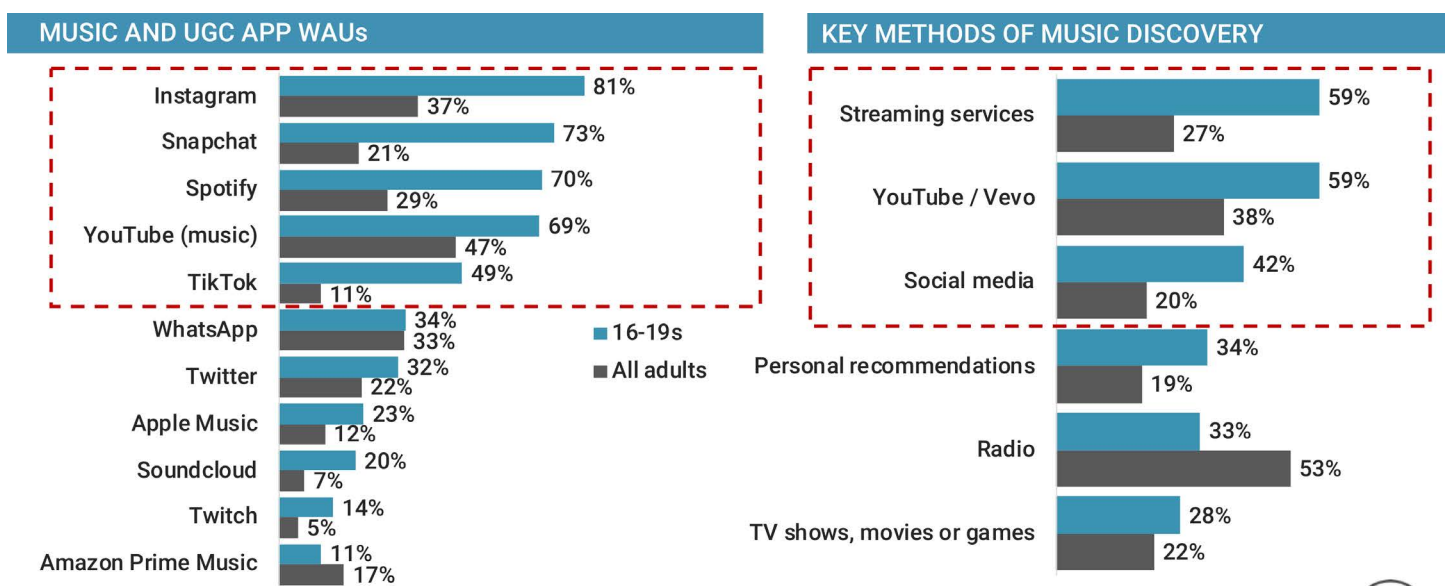 MUSIC AND UGC APP WAUs
Instagram
81%
37%
Snapchat
73%
21%
Spotify
70%
29%
YouTube (music)
69%
47%
TikTok
49%
11%
WhatsApp
34%
33%
Twitter
32%
22%
Apple Music
23%
12%
Soundcloud
20%
7%
Twitch
14%
5%
Amazon Prime Music
11%
17%
16-19s
All adults
KEY METHODS OF MUSIC DISCOVERY
Streaming services
59%
27%
YouTube / Vevo
59%
38%
Social media
42%
20%
Personal recommendations
34%
19%
Radio
33%
53%
TV shows, movies or games
28%
22%